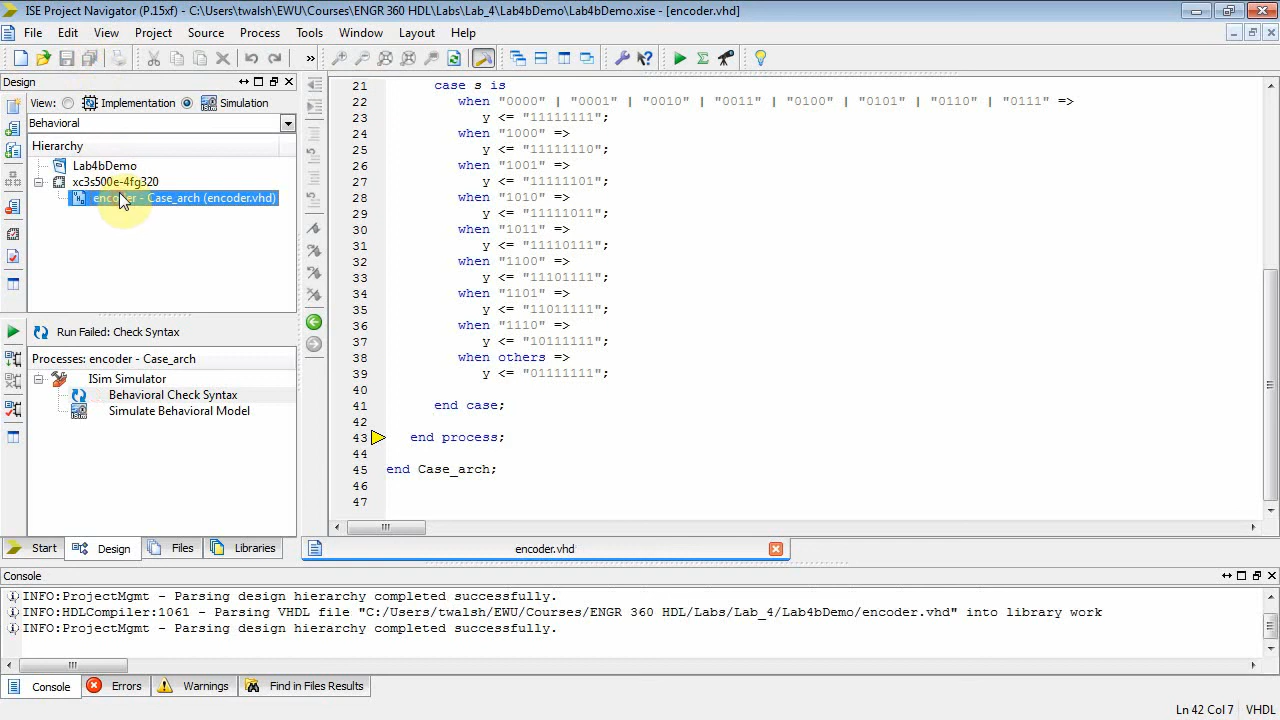 ISE Project Navigator (P.15xf) - C:\Users\twalsh\EWU\Courses\ENGR 360 HDL\Labs\Lab_4\Lab4bDemo\Lab4bDemo.xise - [encoder.vhd]
File Edit View Project Source Process Tools Window Layout Help
»
Design
View: Implementation Simulation
Behavioral
Hierarchy
Lab4bDemo
xc3s500e-4fg320
encoder - Case_arch (encoder.vhd)
Run Failed: Check Syntax
Processes: encoder - Case_arch
ISim Simulator
Behavioral Check Syntax
Simulate Behavioral Model
Start Design Files Libraries
21 case s is
22 when "0000" | "0001" | "0010" | "0011" | "0100" | "0101" | "0110" | "0111" =>
23 y <= "11111111";
24 when "1000" =>
25 y <= "11111110";
26 when "1001" =>
27 y <= "11111101";
28 when "1010" =>
29 y <= "11111011";
30 when "1011" =>
31 y <= "11110111";
32 when "1100" =>
33 y <= "11101111";
34 when "1101" =>
35 y <= "11011111";
36 when "1110" =>
37 y <= "10111111";
38 when others =>
39 y <= "01111111";
40
41 end case;
42
43 end process;
44
45 end Case_arch;
46
47
encoder.vhd
Console
INFO:ProjectMgmt - Parsing design hierarchy completed successfully.
INFO:HDLCompiler:1061 - Parsing VHDL file "C:/Users/twalsh/EWU/Courses/ENGR 360 HDL/Labs/Lab_4/Lab4bDemo/encoder.vhd" into library work
INFO:ProjectMgmt - Parsing design hierarchy completed successfully.
Console Errors Warnings Find in Files Results
Ln 42 Col 7 VHDL